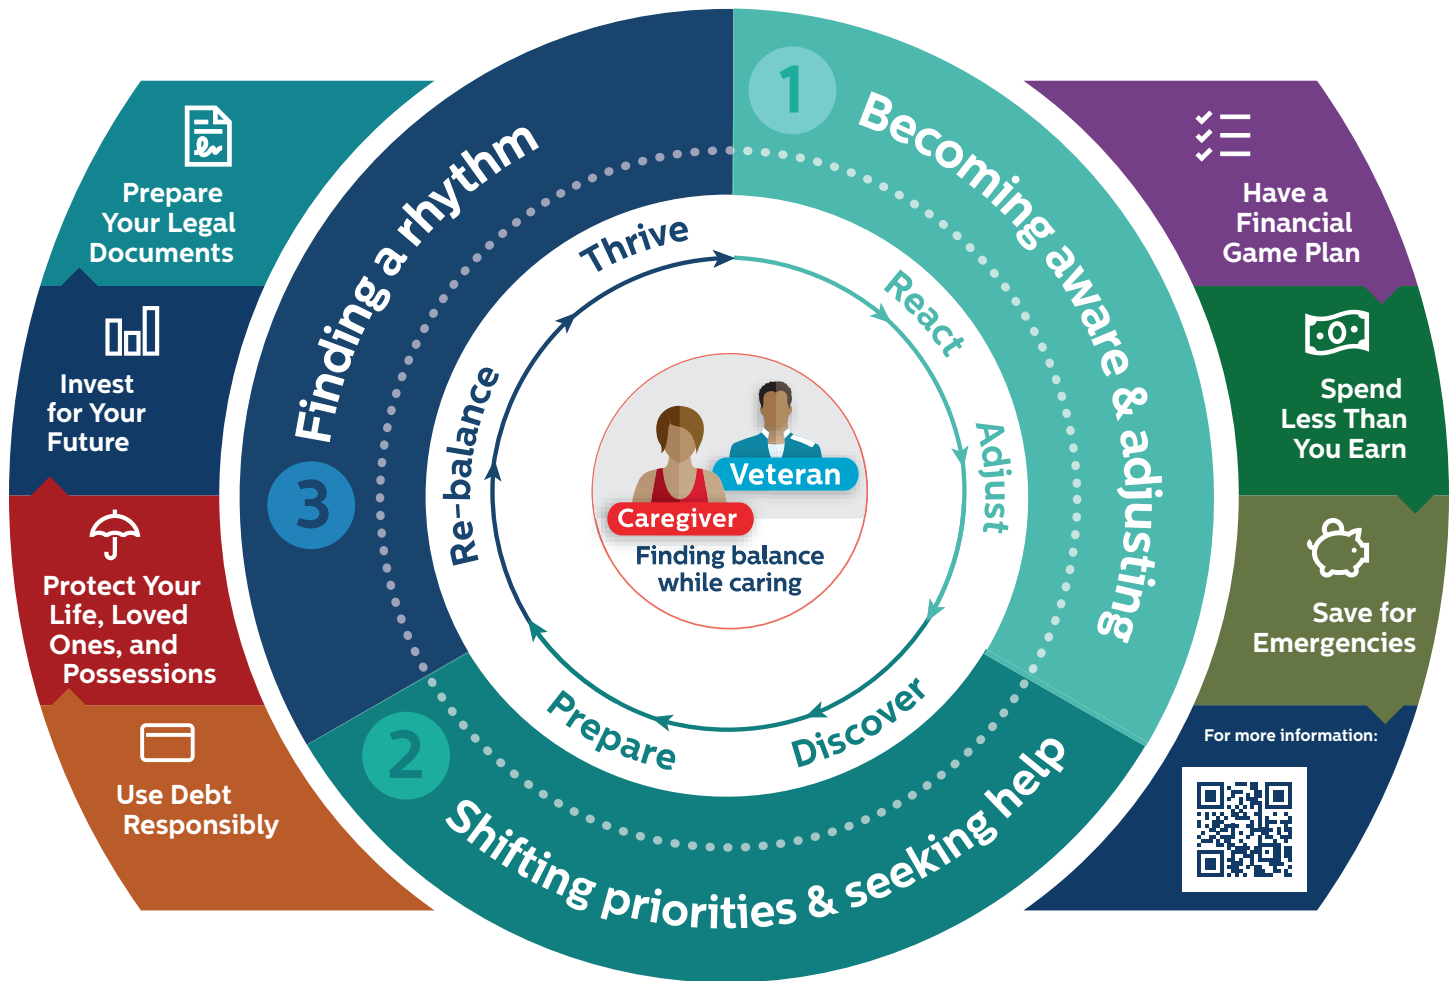 1
Becoming aware & adjusting
2
Shifting priorities & seeking help
3
Finding a rhythm
React
Adjust
Discover
Prepare
Re-balance
Thrive
Veteran
Caregiver
Finding balance
while caring
Have a
Financial
Game Plan
Spend
Less Than
You Earn
Save for
Emergencies
For more information:
Use Debt
Responsibly
Protect Your
Life, Loved
Ones, and
Possessions
Invest
for Your
Future
Prepare
Your Legal
Documents